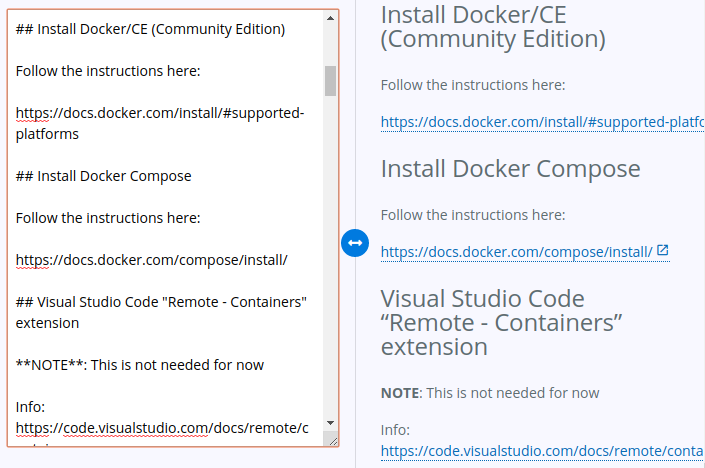 ## Install Docker/CE (Community Edition)
Follow the instructions here:
https://docs.docker.com/install/#supported-
platforms
## Install Docker Compose
Follow the instructions here:
https://docs.docker.com/compose/install/
## Visual Studio Code "Remote - Containers"
extension
**NOTE**: This is not needed for now
Info:
https://code.visualstudio.com/docs/remote/c
Install Docker/CE
(Community Edition)
Follow the instructions here:
https://docs.docker.com/install/#supported-platfo
Install Docker Compose
Follow the instructions here:
https://docs.docker.com/compose/install/
Visual Studio Code
“Remote - Containers”
extension
NOTE: This is not needed for now
Info:
https://code.visualstudio.com/docs/remote/conta